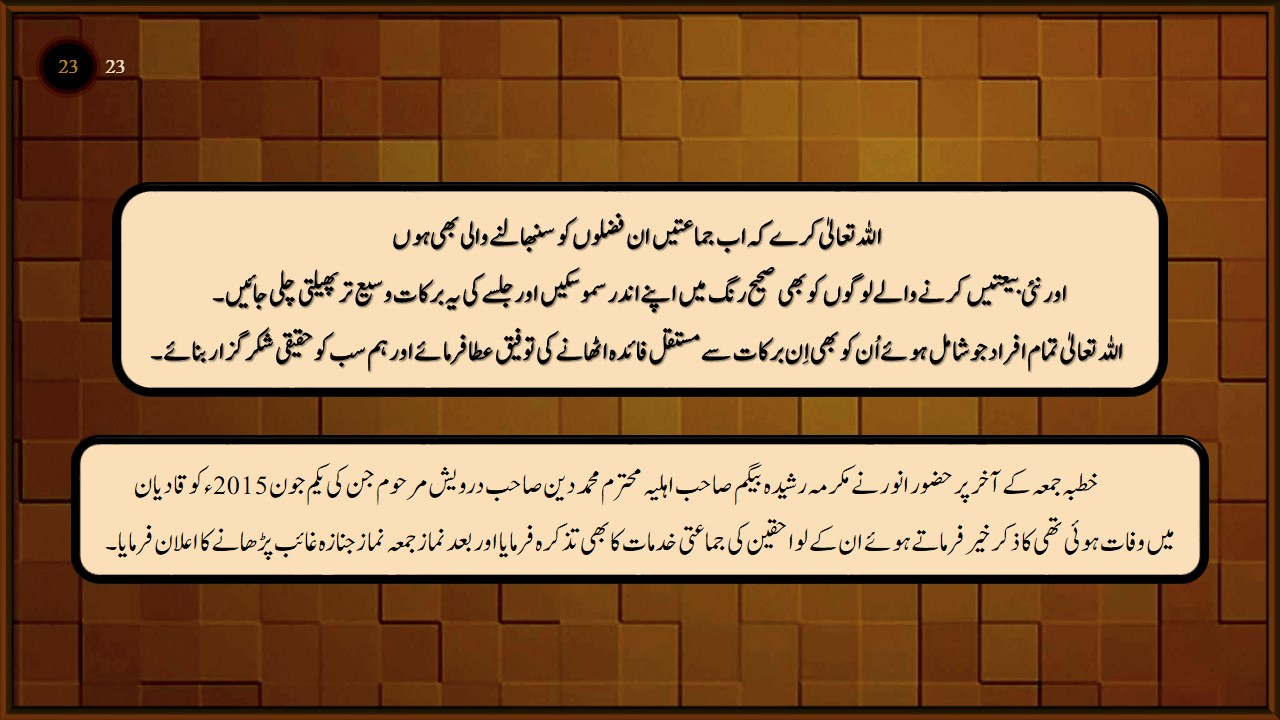 23 23
اللہ تعالیٰ کرے کہ اب جماعتیں ان فضلوں کو سنبھالنے والی بھی ہوں
اور نئی بیعتیں کرنے والے لوگوں کو بھی صحیح رنگ میں اپنے اندر سمو سکیں اور جلسے کی یہ برکات وسیع تر پھیلتی چلی جائیں۔
اللہ تعالیٰ تمام افراد جو شامل ہوئے اُن کو بھی اِن برکات سے مستقل فائدہ اٹھانے کی توفیق عطا فرمائے اور ہم سب کو حقیقی شکر گزار بنائے۔
خطبہ جمعہ کے آخر پر حضور انور نے مکرمہ رشیدہ بیگم صاحب اہلیہ محترم محمد دین صاحب درویش مرحوم جن کی یکم جون 2015ء کو قادیان
میں وفات ہوئی تھی کا ذکر خیر فرماتے ہوئے ان کے لواحقین کی جماعتی خدمات کا بھی تذکرہ فرمایا اور بعد نماز جمعہ نماز جنازہ غائب پڑھانے کا اعلان فرمایا۔